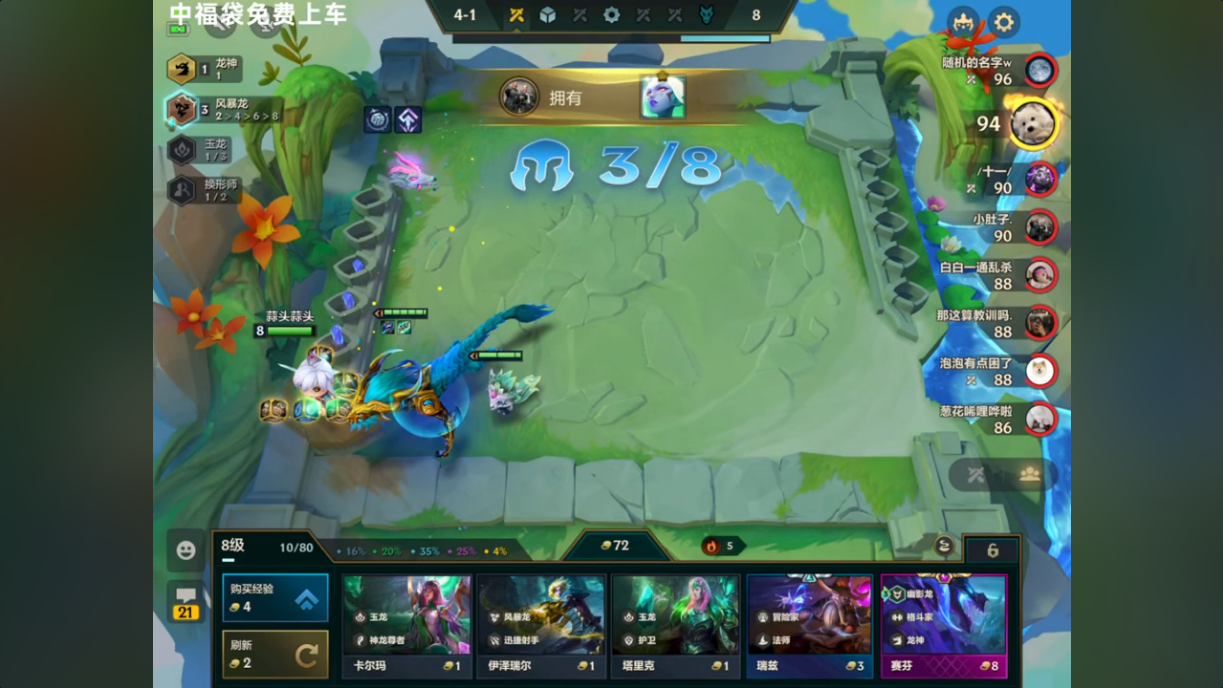 中福袋免费上车
4-1
8
1 龙神
1
3 风暴龙
2 > 4 > 6 > 8
玉龙
1 / 3
换形师
1 / 2
拥有
3/8
随机的名字w
96
94
/十一/
90
小肚子.
90
白白一通乱杀
88
那这算教训吗.
88
泡泡有点困了
88
葱花唏哩哗啦
86
蒜头蒜头
8
8级
10/80
16%
20%
35%
25%
4%
72
5
6
购买经验
4
刷新
2
21
玉龙
神龙尊者
卡尔玛
1
风暴龙
迅捷射手
伊泽瑞尔
1
玉龙
护卫
塔里克
1
冒险家
法师
瑞兹
3
幽影龙
格斗家
龙神
赛芬
8